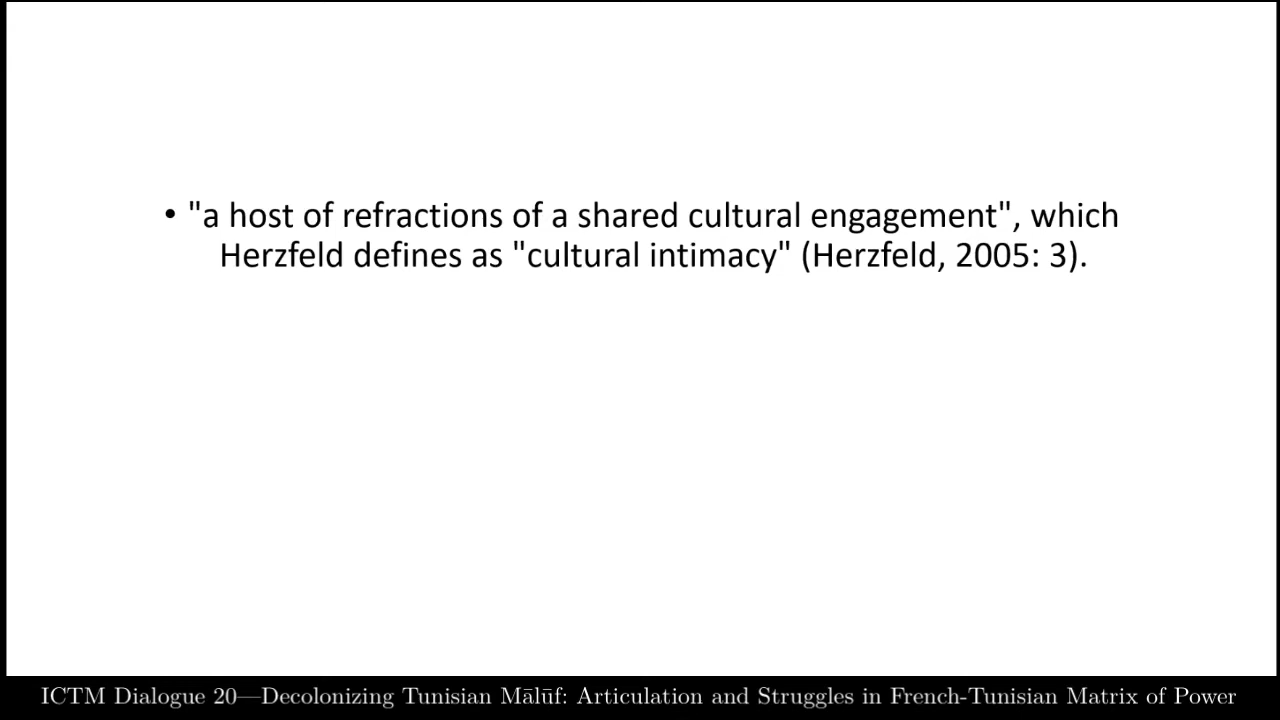 • "a host of refractions of a shared cultural engagement", which
Herzfeld defines as "cultural intimacy" (Herzfeld, 2005: 3).
ICTM Dialogue 20—Decolonizing Tunisian Mālūf: Articulation and Struggles in French-Tunisian Matrix of Power